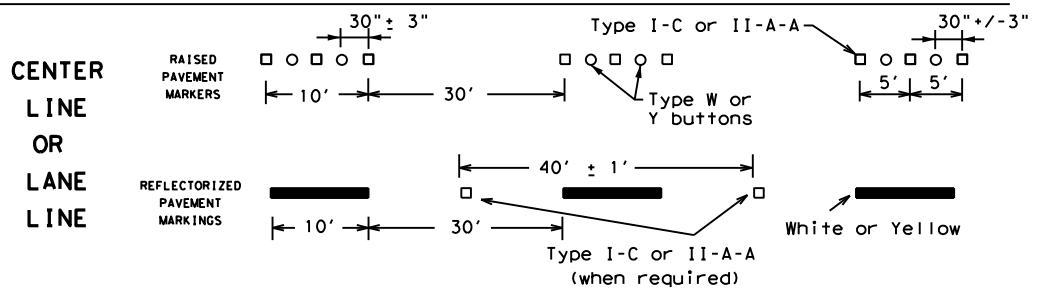 CENTER
LINE
OR
LANE
LINE
RAISED
PAVEMENT
MARKERS
30" ± 3"
10'
30'
Type I-C or II-A-A
30"+/-3"
5'
5'
Type W or
Y buttons
REFLECTORIZED
PAVEMENT
MARKINGS
40' ± 1'
10'
30'
Type I-C or II-A-A
(when required)
White or Yellow